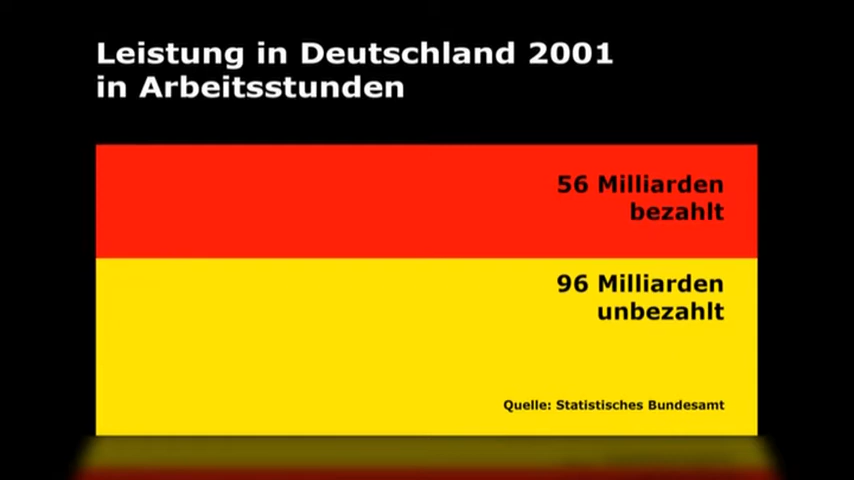 Leistung in Deutschland 2001
in Arbeitsstunden
56 Milliarden
bezahlt
96 Milliarden
unbezahlt
Quelle: Statistisches Bundesamt